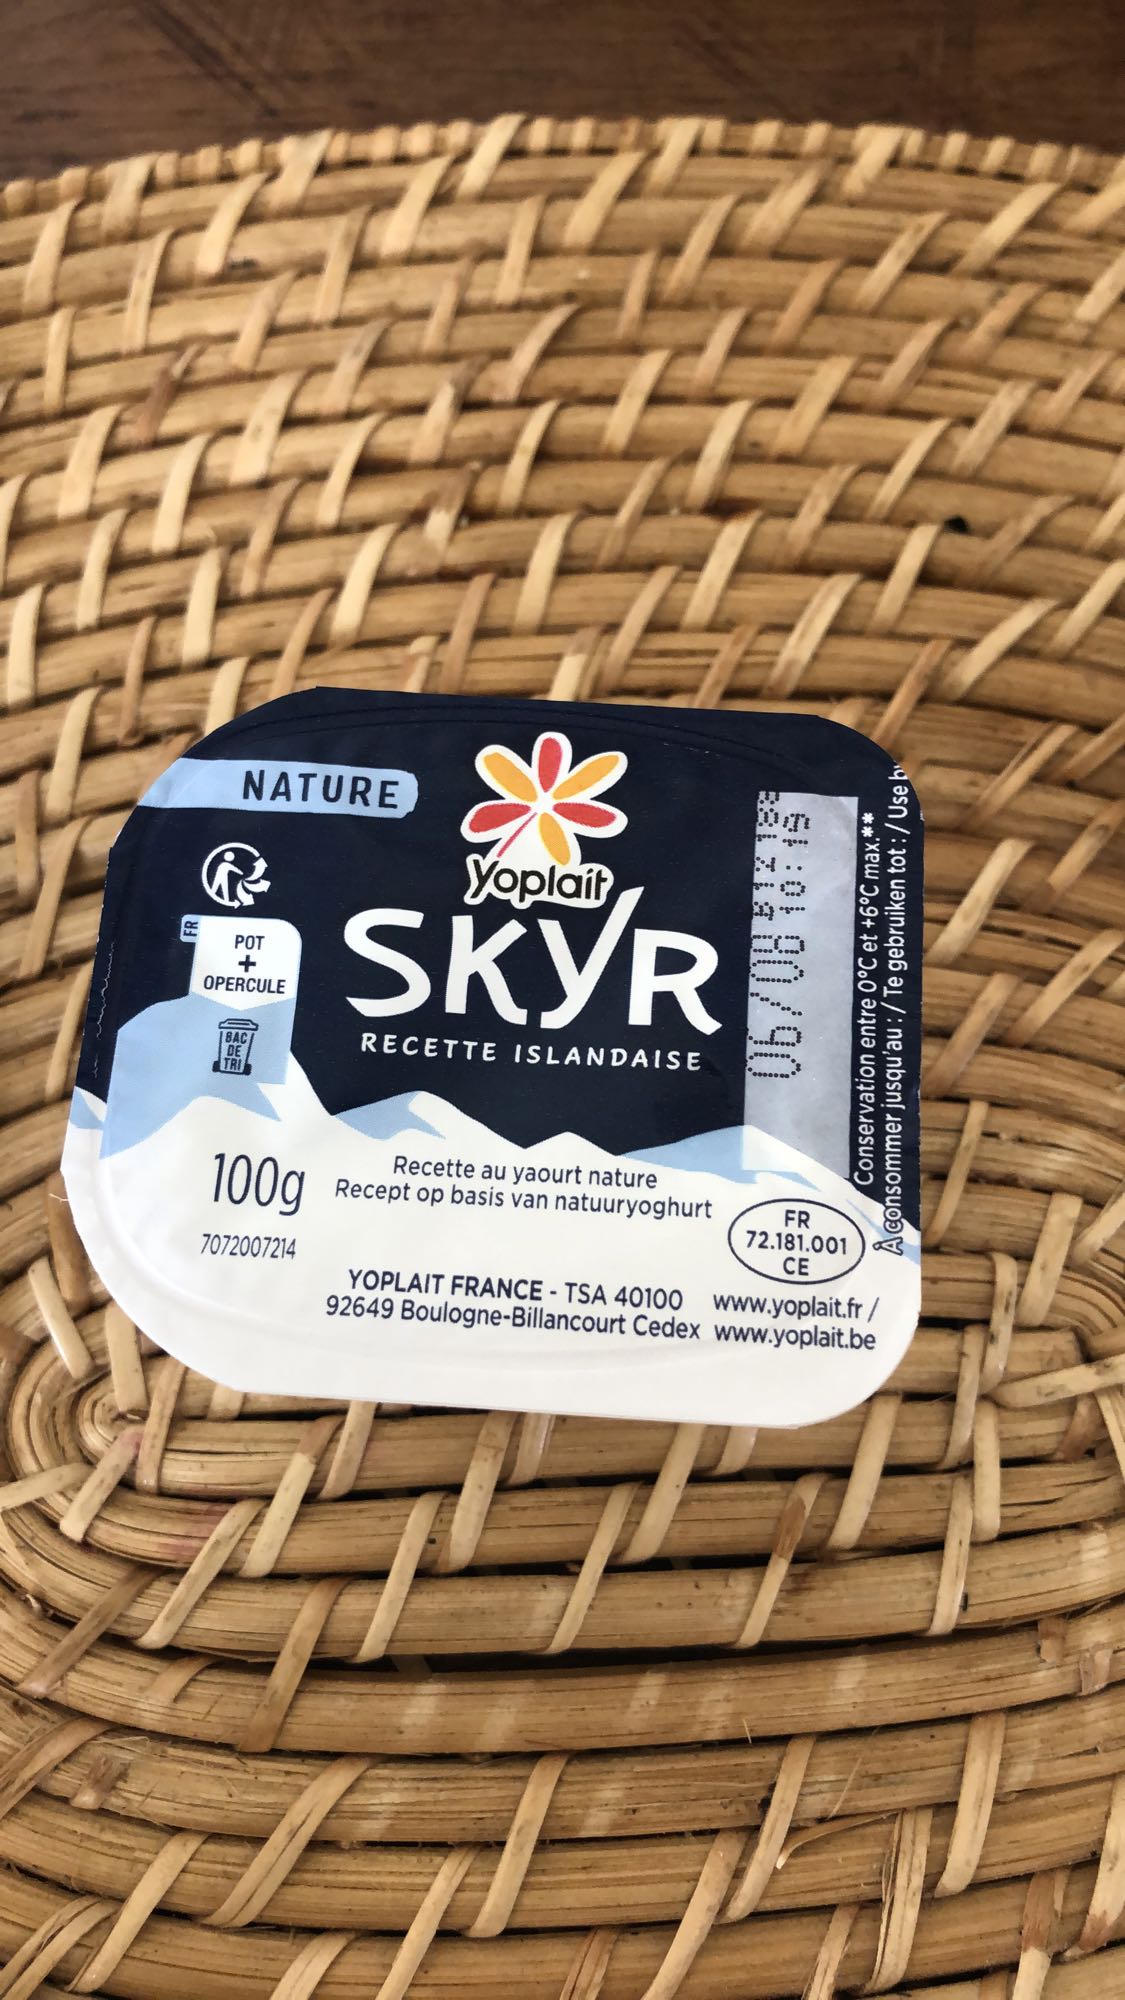 NATURE
Yoplait
SKYR
RECETTE ISLANDAISE
FR
POT
+
OPERCULE
BAC
DE
TRI
100g
7072007214
Recette au yaourt nature
Recept op basis van natuuryoghurt
YOPLAIT FRANCE - TSA 40100
92649 Boulogne-Billancourt Cedex
www.yoplait.fr /
www.yoplait.be
FR
72.181.001
CE
06/08
10:19
Conservation entre 0°C et +6°C max.**
À consommer jusqu'au : / Te gebruiken tot : / Use by